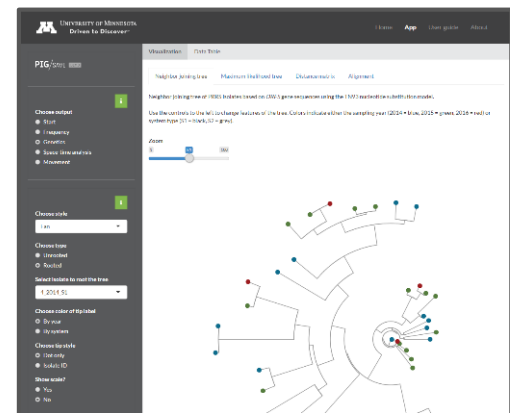 UNIVERSITY OF MINNESOTA
Driven to Discover
Home App User guide About
PIG/sites
Visualization Data Table
Neighbor joining tree Maximum likelihood tree Distance matrix Alignment
Neighbor joining tree of PRRS isolates based on ORF5 gene sequences using the TN93 nucleotide substitution model.
Use the controls to the left to change features of the tree. Colors indicate either the sampling year (2014 = blue, 2015 = green, 2016 = red) or
system type (S1 = black, S2 = grey).
Zoom
Choose output
Start
Frequency
Genetics
Space time analysis
Movement
Choose style
Fan
Choose type
Unrooted
Rooted
Select isolate to root the tree
4_2014_S1
Choose color of tip label
By year
By system
Choose tip style
Dot only
Isolate ID
Show scale?
Yes
No